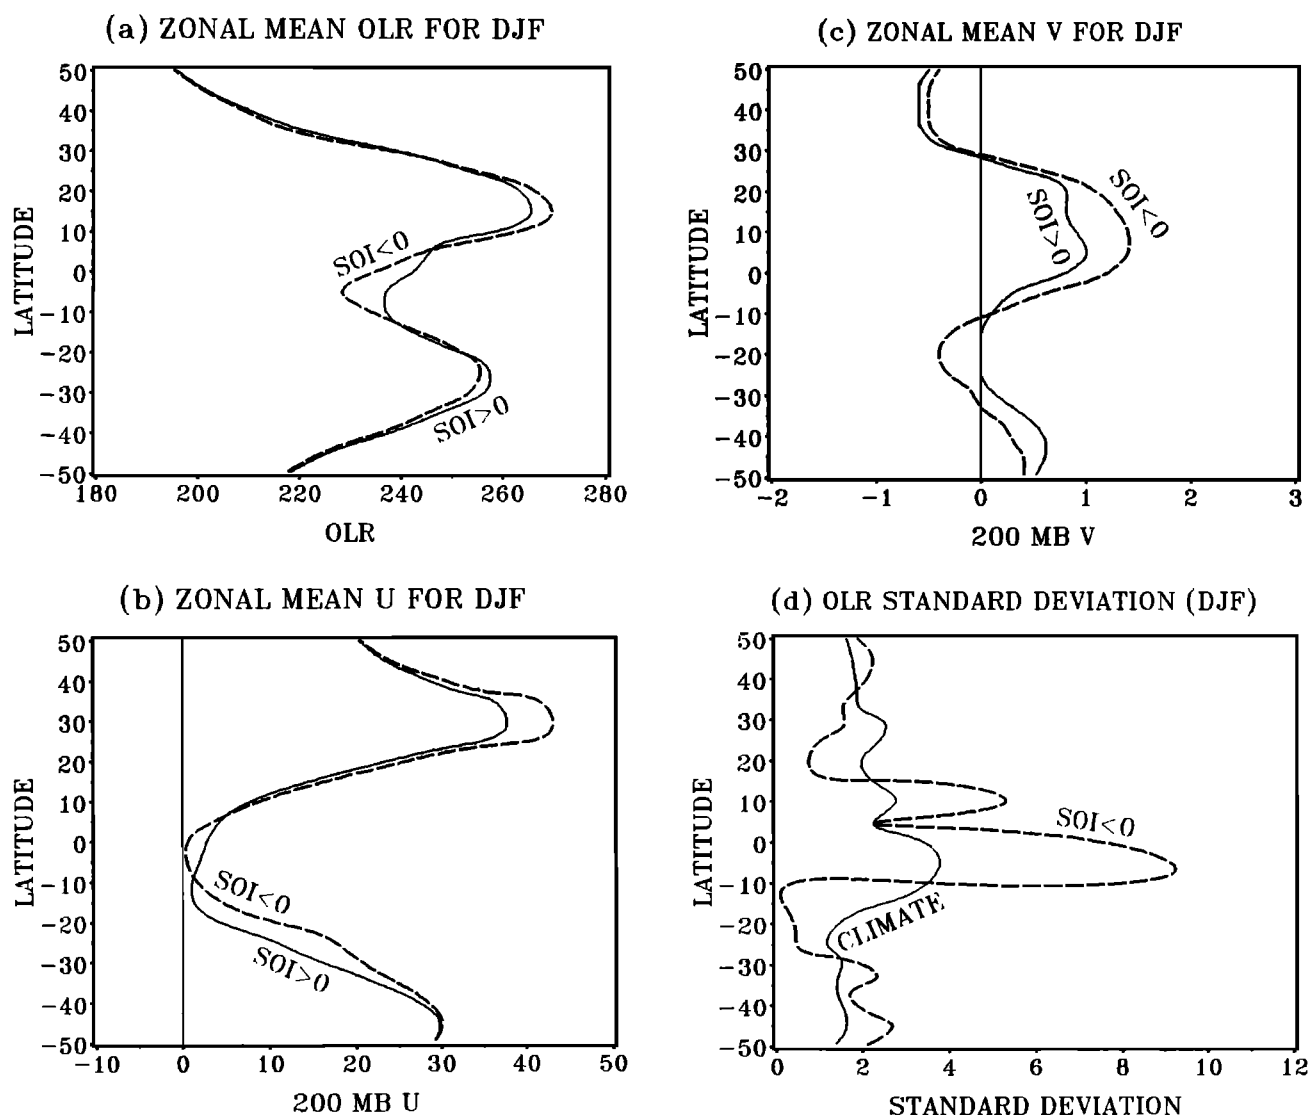 (a) ZONAL MEAN OLR FOR DJF
50
40
30
20
10
0
-10
-20
-30
-40
-50
LATITUDE
SOI<0
SOI>0
180 200 220 240 260 280
OLR
(c) ZONAL MEAN V FOR DJF
50
40
30
20
10
0
-10
-20
-30
-40
-50
LATITUDE
SOI<0
SOI>0
-2 -1 0 1 2 3
200 MB V
(b) ZONAL MEAN U FOR DJF
50
40
30
20
10
0
-10
-20
-30
-40
-50
LATITUDE
SOI<0
SOI>0
-10 0 10 20 30 40 50
200 MB U
(d) OLR STANDARD DEVIATION (DJF)
50
40
30
20
10
0
-10
-20
-30
-40
-50
LATITUDE
SOI<0
CLIMATE
0 2 4 6 8 10 12
STANDARD DEVIATION